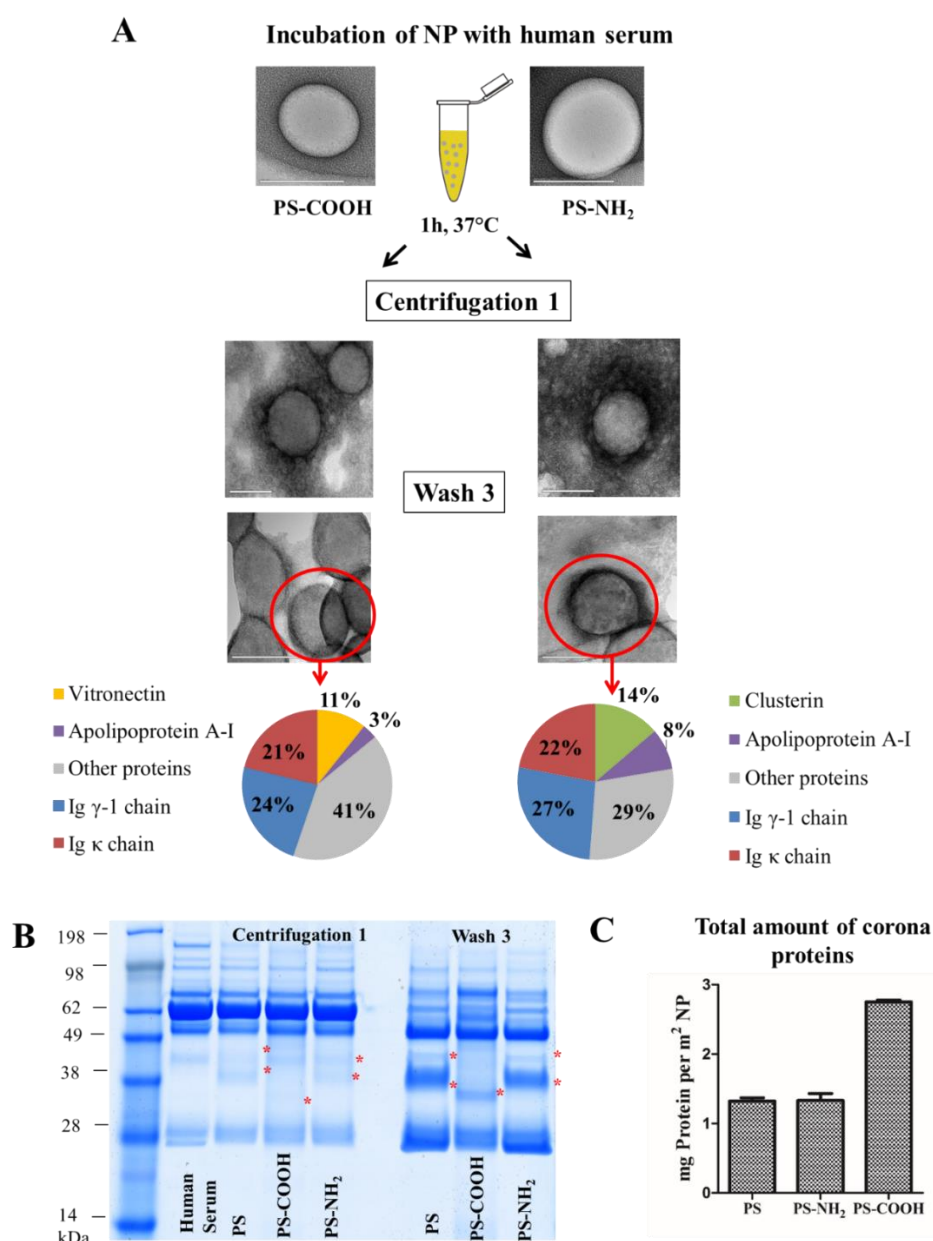 A
Incubation of NP with human serum
PS-COOH
PS-NH₂
1h, 37°C
Centrifugation 1
Wash 3
Vitronectin
Apolipoprotein A-I
Other proteins
Ig γ-1 chain
Ig κ chain
11%
3%
41%
24%
21%
14%
8%
29%
27%
22%
Clusterin
Apolipoprotein A-I
Other proteins
Ig γ-1 chain
Ig κ chain
B
198
98
62
49
38
28
14
kDa
Centrifugation 1
Wash 3
*
*
*
*
*
*
*
*
*
*
Human
Serum
PS
PS-COOH
PS-NH₂
PS
PS-COOH
PS-NH₂
C
Total amount of corona
proteins
mg Protein per m² NP
3
2
1
0
PS
PS-NH₂
PS-COOH